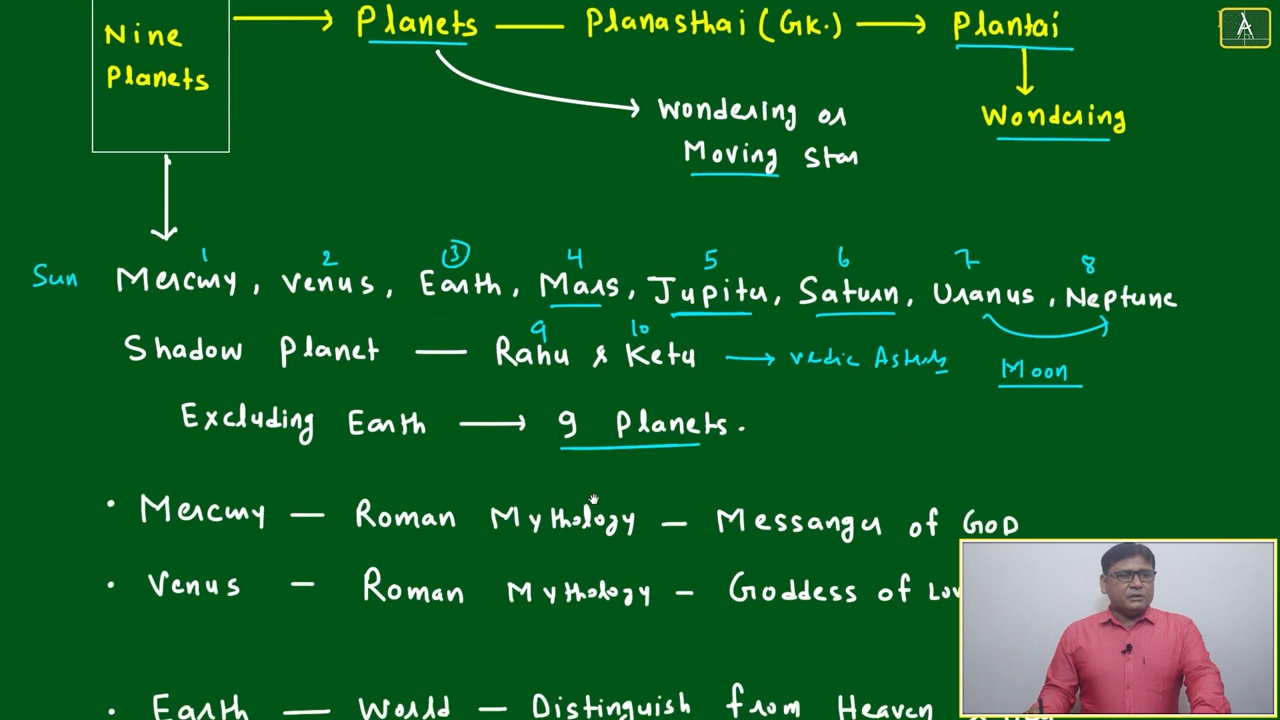 Nine
Planets
Planets — Planasthai (Gk.) → Plantai
Wondering or
Moving Star
Wondering
1 2 3 4 5 6 7 8
Sun Mercury, Venus, Earth, Mars, Jupiter, Saturn, Uranus, Neptune
9 10
Shadow Planet — Rahu & Ketu → Vedic
Moon
Excluding Earth → 9 Planets.
• Mercury — Roman Mythology — Messanger of GoD
• Venus — Roman Mythology — Goddess of
• Earth — World — Distinguish from Heaven